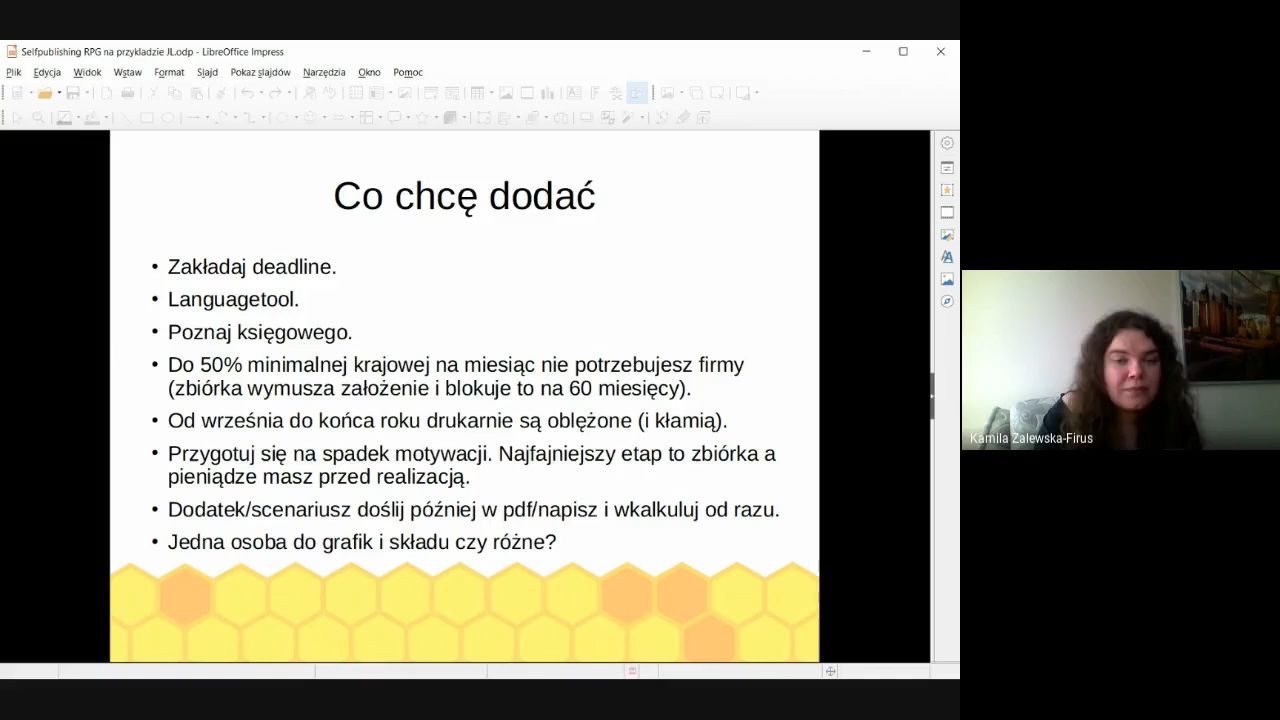 Selfpublishing RPG na przykladzie JL.odp - LibreOffice Impress
Plik Edycja Widok Wstaw Format Slajd Pokaz slajdów Narzędzia Okno Pomoc
Co chcę dodać
• Zakładaj deadline.
• Languagetool.
• Poznaj księgowego.
• Do 50% minimalnej krajowej na miesiąc nie potrzebujesz firmy
(zbiórka wymusza założenie i blokuje to na 60 miesięcy).
• Od września do końca roku drukarnie są oblężone (i kłamią).
• Przygotuj się na spadek motywacji. Najfajniejszy etap to zbiórka a
pieniądze masz przed realizacją.
• Dodatek/scenariusz doślij później w pdf/napisz i wkalkuluj od razu.
• Jedna osoba do grafik i składu czy różne?
Kamila Zalewska-Firus